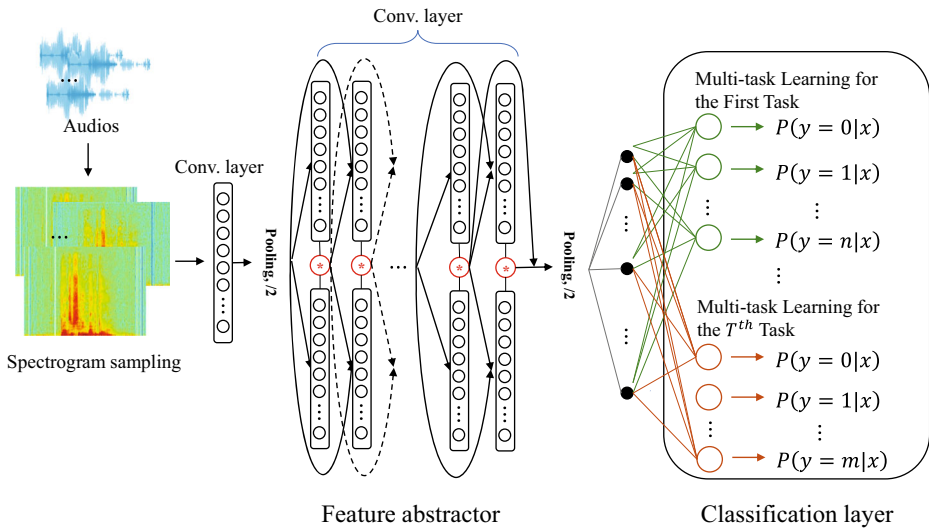 Conv. layer
Audios
Conv. layer
Spectrogram sampling
Pooling, /2
*
*
...
*
*
Pooling, /2
Multi-task Learning for
the First Task
P(y = 0|x)
P(y = 1|x)
P(y = n|x)
Multi-task Learning for
the T^{th} Task
P(y = 0|x)
P(y = 1|x)
P(y = m|x)
Feature abstractor
Classification layer